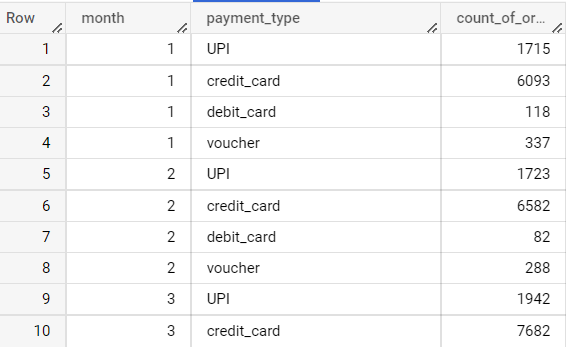 Row month payment_type count_of_or...
1 1 UPI 1715
2 1 credit_card 6093
3 1 debit_card 118
4 1 voucher 337
5 2 UPI 1723
6 2 credit_card 6582
7 2 debit_card 82
8 2 voucher 288
9 3 UPI 1942
10 3 credit_card 7682